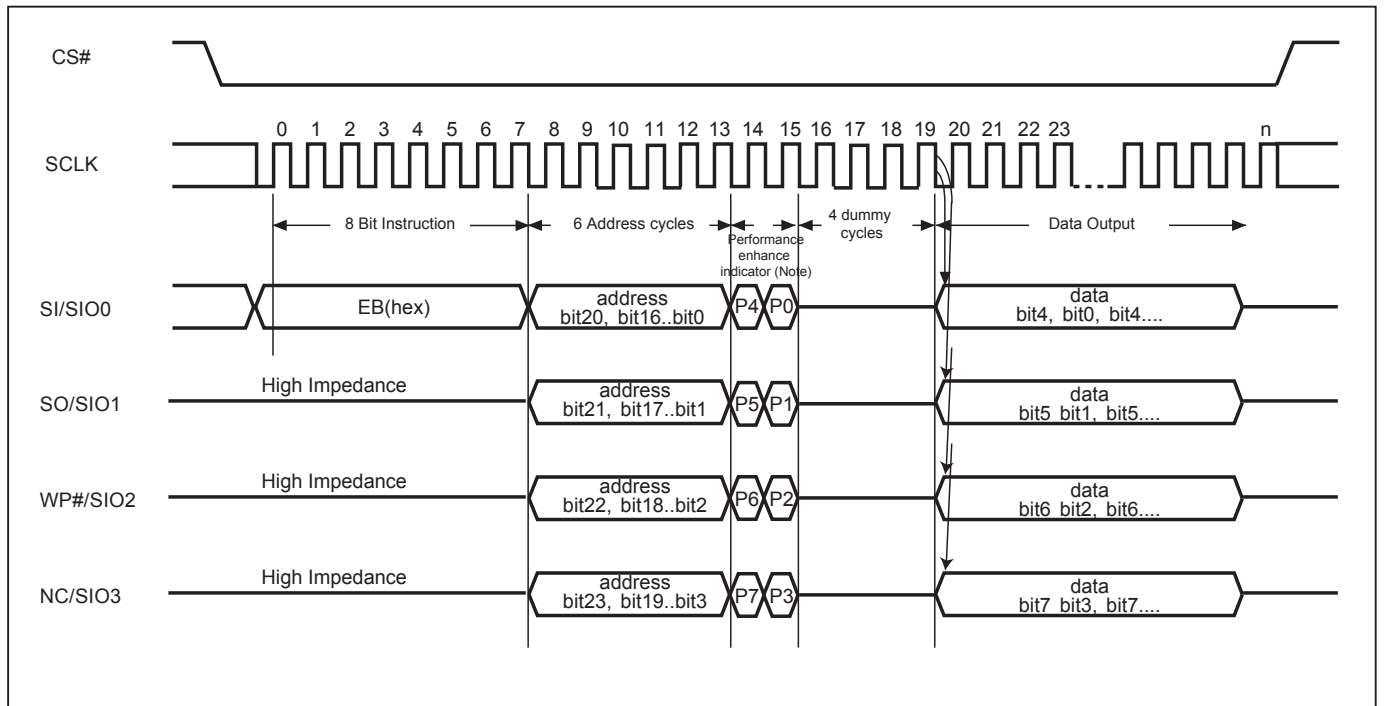 CS#
0 1 2 3 4 5 6 7 8 9 10 11 12 13 14 15 16 17 18 19 20 21 22 23 n
SCLK
8 Bit Instruction
6 Address cycles
Performance
enhance
indicator (Note)
4 dummy
cycles
Data Output
SI/SIO0
EB(hex)
address
bit20, bit16..bit0
P4 P0
data
bit4, bit0, bit4....
SO/SIO1
High Impedance
address
bit21, bit17..bit1
P5 P1
data
bit5 bit1, bit5....
WP#/SIO2
High Impedance
address
bit22, bit18..bit2
P6 P2
data
bit6 bit2, bit6....
NC/SIO3
High Impedance
address
bit23, bit19..bit3
P7 P3
data
bit7 bit3, bit7....